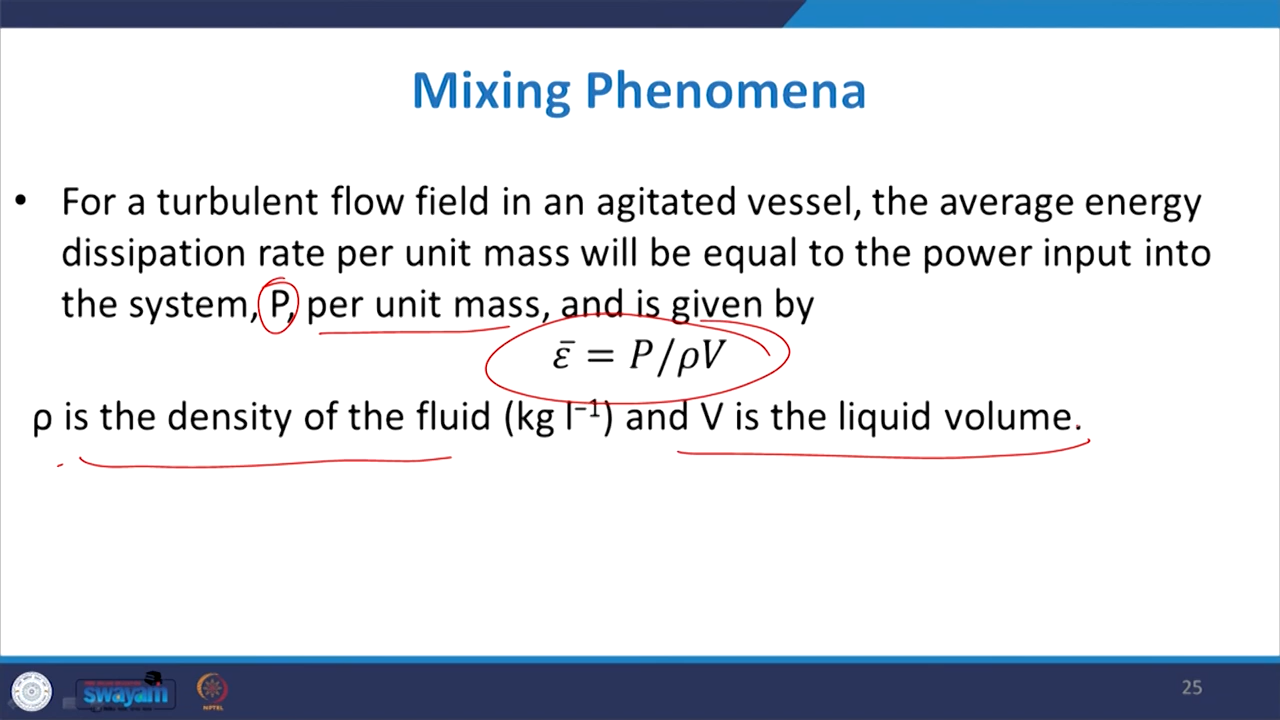 Mixing Phenomena
• For a turbulent flow field in an agitated vessel, the average energy
dissipation rate per unit mass will be equal to the power input into
the system, P, per unit mass, and is given by
ε̄ = P/ρV
ρ is the density of the fluid (kg l⁻¹) and V is the liquid volume.
swayam
NPTEL
25